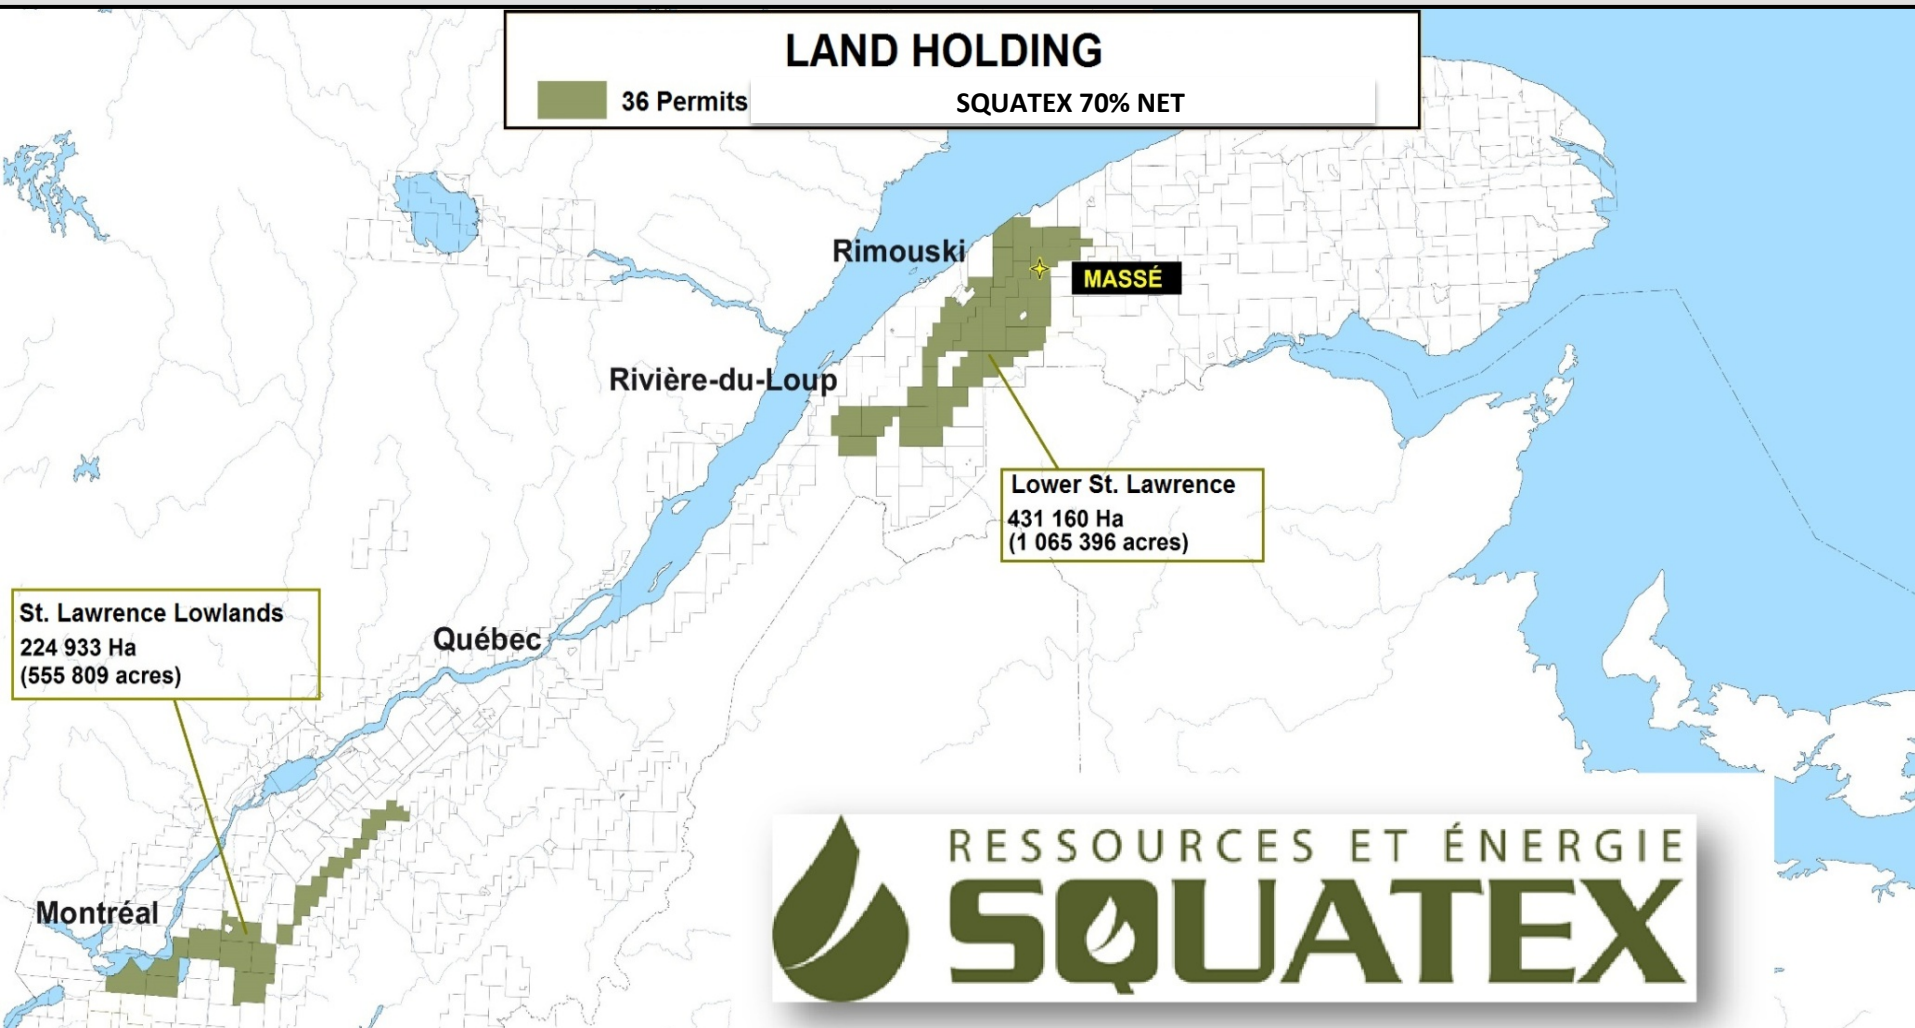 LAND HOLDING
36 Permits
SQUATEX 70% NET
Rimouski
MASSÉ
Rivière-du-Loup
Lower St. Lawrence
431 160 Ha
(1 065 396 acres)
St. Lawrence Lowlands
224 933 Ha
(555 809 acres)
Québec
Montréal
RESSOURCES ET ÉNERGIE
SQUATEX